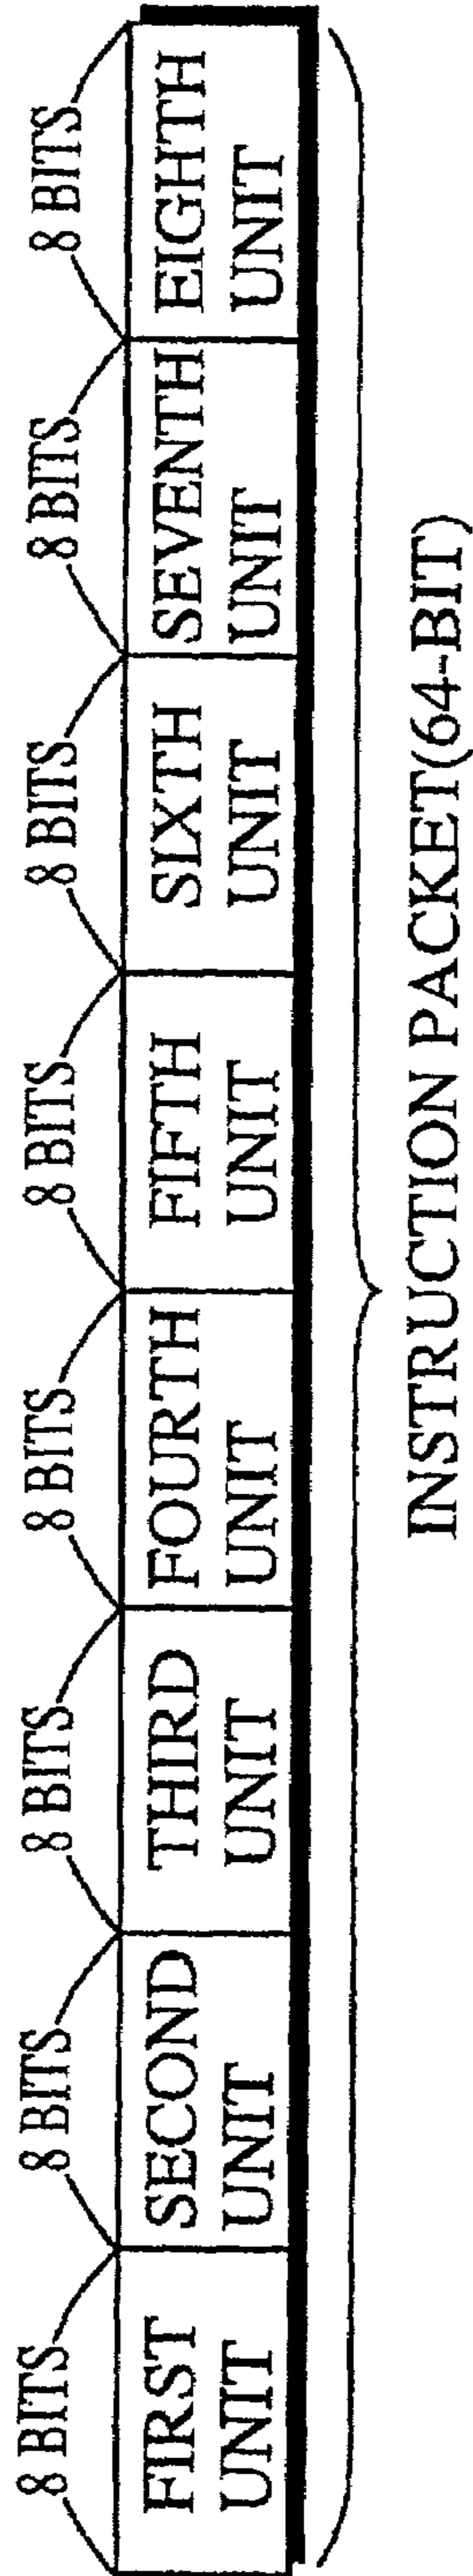 8 BITS 8 BITS 8 BITS 8 BITS 8 BITS 8 BITS 8 BITS 8 BITS
FIRST UNIT
SECOND UNIT
THIRD UNIT
FOURTH UNIT
FIFTH UNIT
SIXTH UNIT
SEVENTH UNIT
EIGHTH UNIT
INSTRUCTION PACKET(64-BIT)